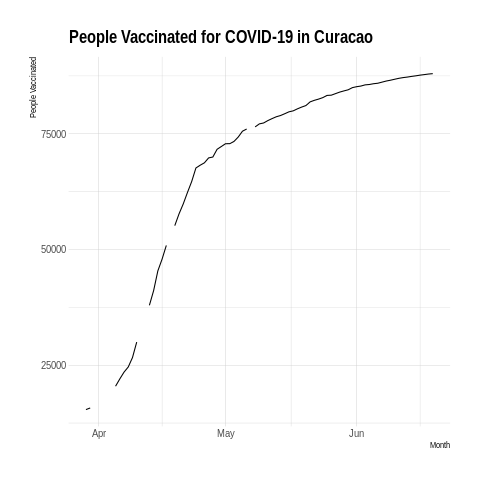 People Vaccinated for COVID-19 in Curacao
People Vaccinated
75000
50000
25000
Apr May Jun
Month